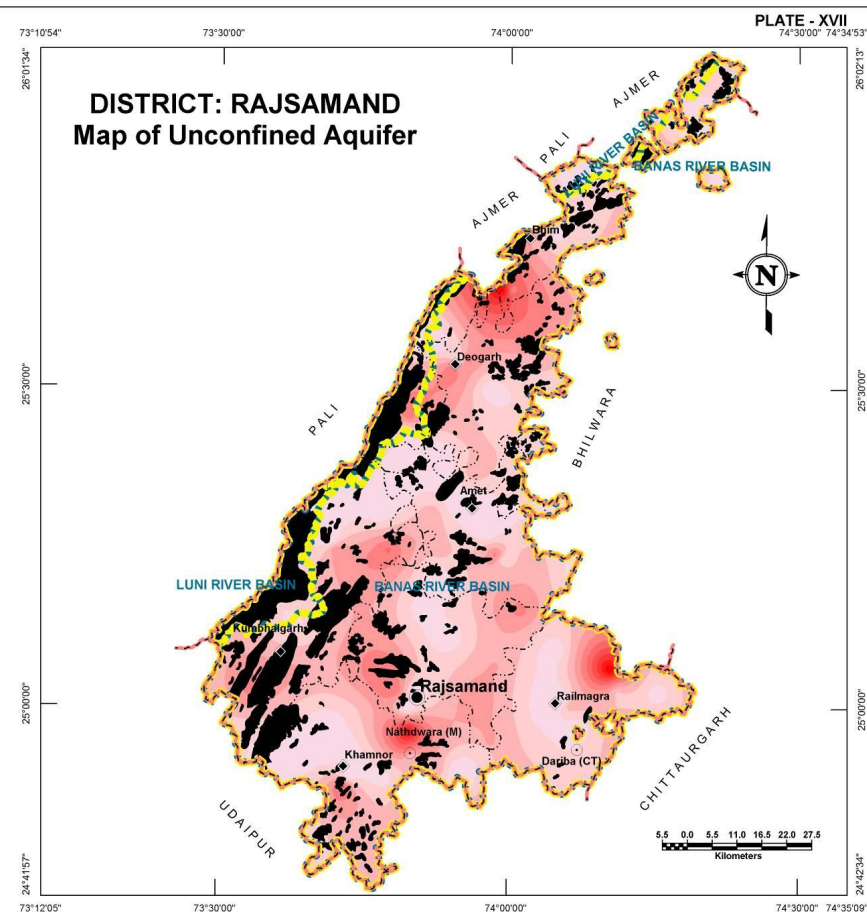 PLATE - XVII
73°10'54"
73°30'00"
74°00'00"
74°30'00"
74°34'53"
26°01'34"
26°02'13"
DISTRICT: RAJSAMAND
Map of Unconfined Aquifer
AJMER
PALI
LUNI RIVER BASIN
BANAS RIVER BASIN
AJMER
Bhim
N
Deogarh
25°30'00"
25°30'00"
PALI
BHILWARA
Amet
LUNI RIVER BASIN
BANAS RIVER BASIN
Kumbhalgarh
Rajsamand
Railmagra
25°00'00"
25°00'00"
Nathdwara (M)
Khamnor
Dariba (CT)
CHITTAURGARH
UDAIPUR
5.5 0.0 5.5 11.0 16.5 22.0 27.5
Kilometers
24°41'57"
24°42'34"
73°12'05"
73°30'00"
74°00'00"
74°30'00"
74°35'09"